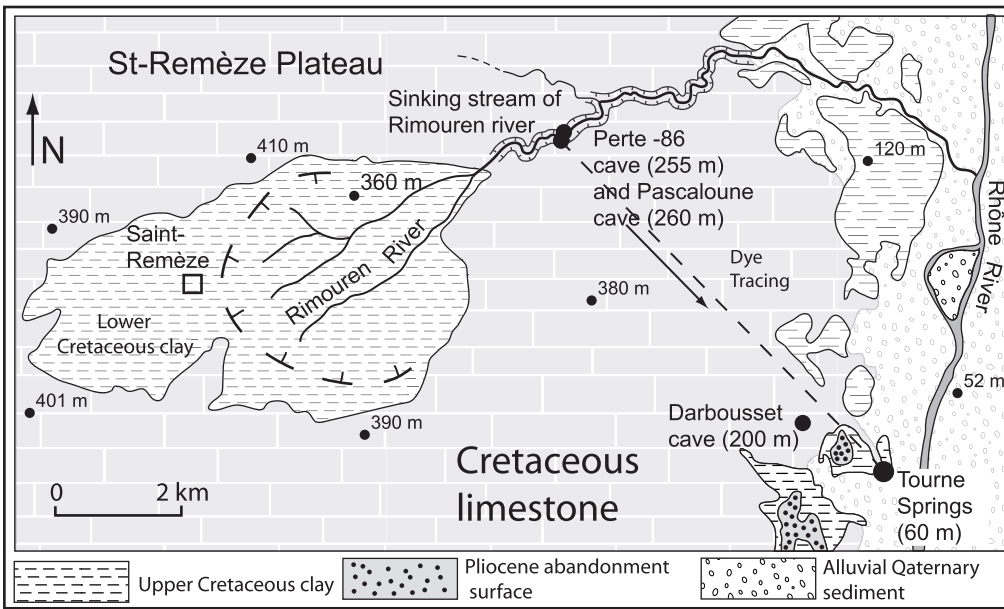 St-Remèze Plateau
Sinking stream of
Rimouren river
N
410 m
360 m
390 m
Saint-
Remèze
Rimouren River
Lower
Cretaceous clay
401 m
390 m
Perte -86
cave (255 m)
and Pascaloune
cave (260 m)
Dye
Tracing
380 m
120 m
Rhône River
52 m
Darbousset
cave (200 m)
Cretaceous
limestone
Tourne
Springs
(60 m)
0 2 km
Upper Cretaceous clay
Pliocene abandonment
surface
Alluvial Qaternary
sediment